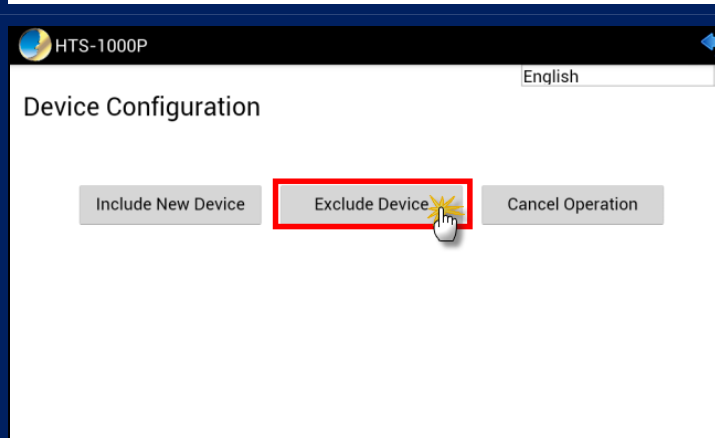 HTS-1000P
English
Device Configuration
Include New Device
Exclude Device
Cancel Operation